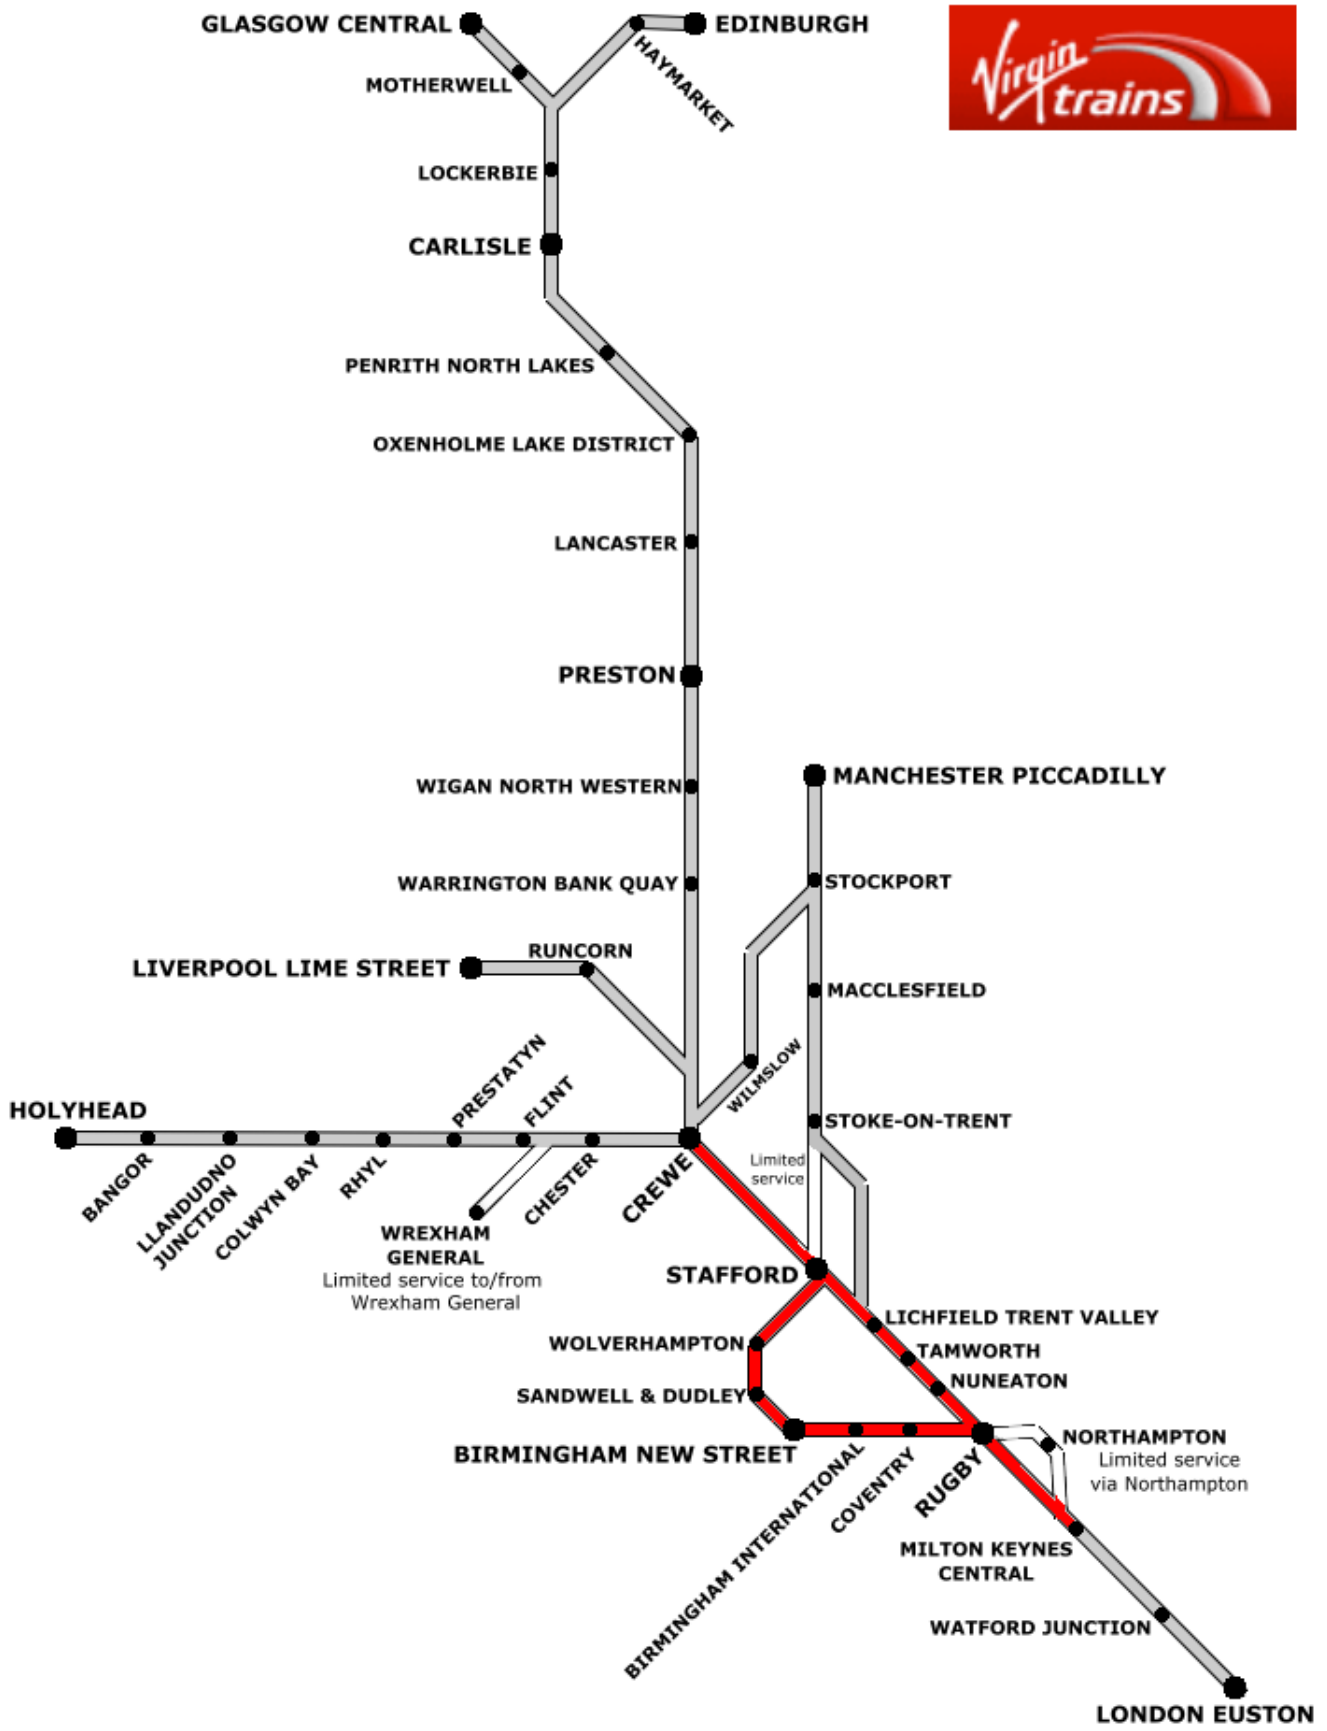 GLASGOW CENTRAL
EDINBURGH
Virgin
trains
MOTHERWELL
HAYMARKET
LOCKERBIE
CARLISLE
PENRITH NORTH LAKES
OXENHOLME LAKE DISTRICT
LANCASTER
PRESTON
WIGAN NORTH WESTERN
MANCHESTER PICCADILLY
WARRINGTON BANK QUAY
STOCKPORT
RUNCORN
LIVERPOOL LIME STREET
MACCLESFIELD
PRESTATYN
FLINT
WILMSLOW
HOLYHEAD
STOKE-ON-TRENT
BANGOR
LLANDUDNO
JUNCTION
COLWYN BAY
RHYL
CHESTER
CREWE
Limited
service
WREXHAM
GENERAL
Limited service to/from
Wrexham General
STAFFORD
LICHFIELD TRENT VALLEY
WOLVERHAMPTON
TAMWORTH
NUNEATON
SANDWELL & DUDLEY
BIRMINGHAM NEW STREET
BIRMINGHAM INTERNATIONAL
COVENTRY
RUGBY
NORTHAMPTON
Limited service
via Northampton
MILTON KEYNES
CENTRAL
WATFORD JUNCTION
LONDON EUSTON